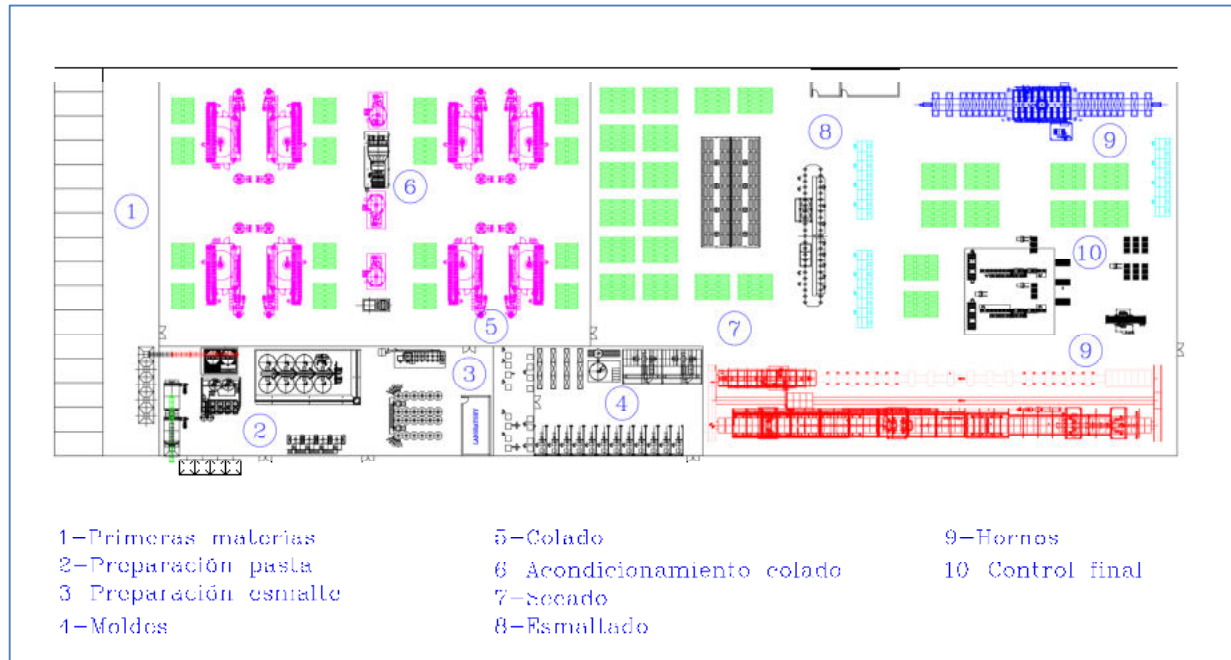 8
9
6
1
10
5
7
9
3
4
2
LABORATORY
1-Primeras materias
2-Preparación pasta
3 Preparación esmalte
4-Moldes
5-Colado
6 Acondicionamiento colado
7-Secado
8-Esmaltado
9-Hornos
10 Control final